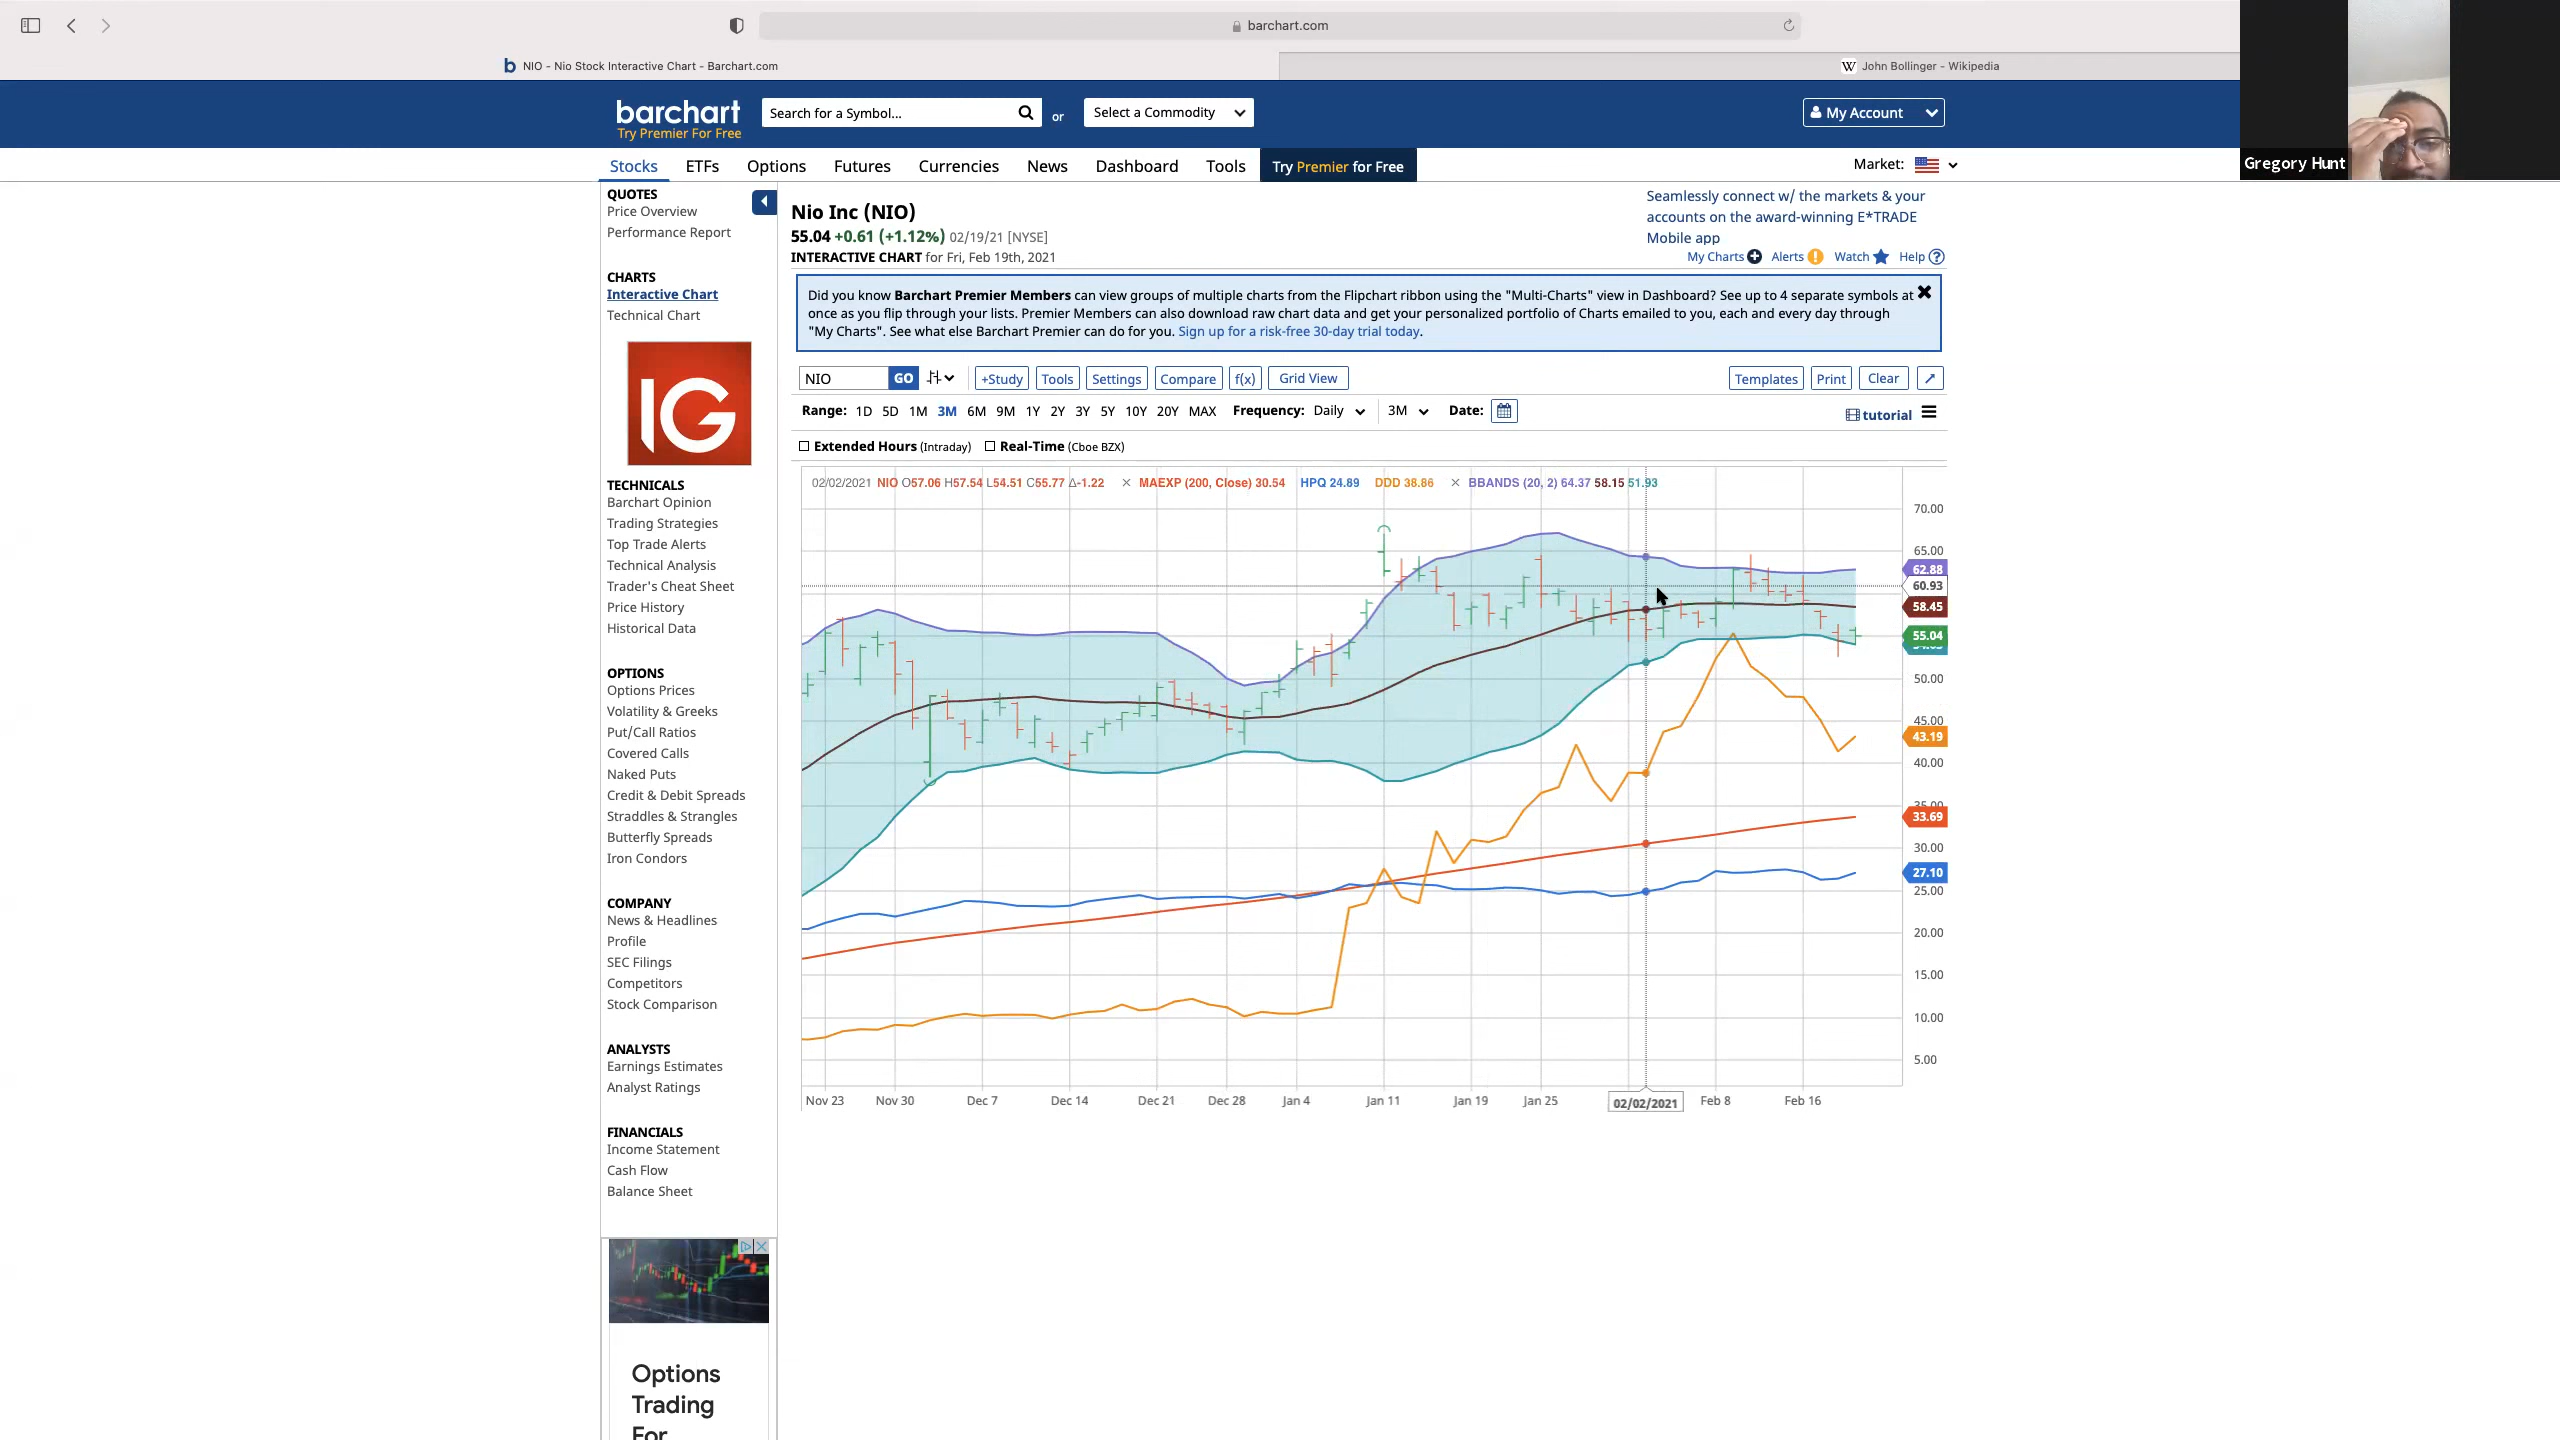 barchart.com
NIO - Nio Stock Interactive Chart - Barchart.com
W John Bollinger - Wikipedia
Gregory Hunt
barchart
Try Premier For Free
Search for a Symbol...
or
Select a Commodity
My Account
Stocks ETFs Options Futures Currencies News Dashboard Tools Try Premier for Free
Market:
QUOTES
Price Overview
Performance Report
CHARTS
Interactive Chart
Technical Chart
IG
TECHNICALS
Barchart Opinion
Trading Strategies
Top Trade Alerts
Technical Analysis
Trader's Cheat Sheet
Price History
Historical Data
OPTIONS
Options Prices
Volatility & Greeks
Put/Call Ratios
Covered Calls
Naked Puts
Credit & Debit Spreads
Straddles & Strangles
Butterfly Spreads
Iron Condors
COMPANY
News & Headlines
Profile
SEC Filings
Competitors
Stock Comparison
ANALYSTS
Earnings Estimates
Analyst Ratings
FINANCIALS
Income Statement
Cash Flow
Balance Sheet
Options
Trading
For
Nio Inc (NIO)
55.04 +0.61 (+1.12%) 02/19/21 [NYSE]
INTERACTIVE CHART for Fri, Feb 19th, 2021
Seamlessly connect w/ the markets & your
accounts on the award-winning E*TRADE
Mobile app
My Charts Alerts Watch Help
Did you know Barchart Premier Members can view groups of multiple charts from the Flipchart ribbon using the "Multi-Charts" view in Dashboard? See up to 4 separate symbols at
once as you flip through your lists. Premier Members can also download raw chart data and get your personalized portfolio of Charts emailed to you, each and every day through
"My Charts". See what else Barchart Premier can do for you. Sign up for a risk-free 30-day trial today.
NIO GO +Study Tools Settings Compare f(x) Grid View Templates Print Clear
Range: 1D 5D 1M 3M 6M 9M 1Y 2Y 3Y 5Y 10Y 20Y MAX Frequency: Daily 3M Date:
tutorial
Extended Hours (Intraday) Real-Time (Cboe BZX)
02/02/2021 NIO O57.06 H57.54 L54.51 C55.77 Δ-1.22 × MAEXP (200, Close) 30.54 HPQ 24.89 DDD 38.86 × BBANDS (20, 2) 64.37 58.15 51.93
70.00
65.00
62.88
60.93
58.45
55.04
50.00
45.00
43.19
40.00
35.00
33.69
30.00
27.10
25.00
20.00
15.00
10.00
5.00
Nov 23 Nov 30 Dec 7 Dec 14 Dec 21 Dec 28 Jan 4 Jan 11 Jan 19 Jan 25 02/02/2021 Feb 8 Feb 16